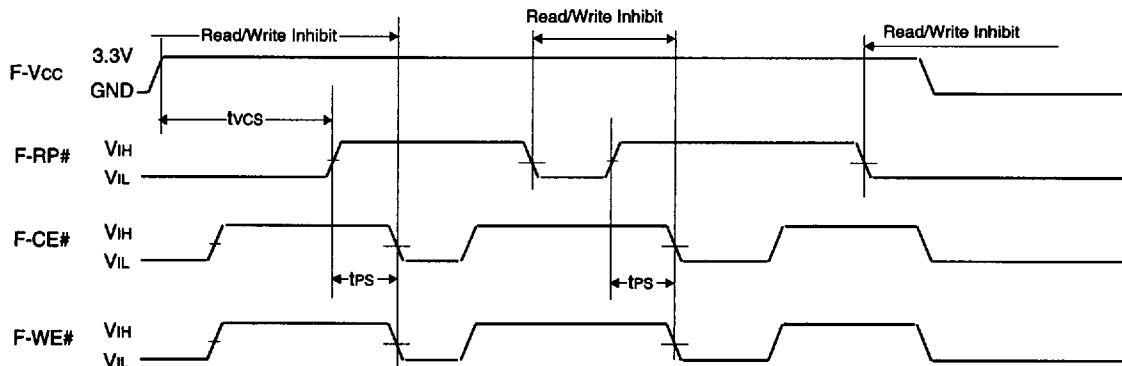 Read/Write Inhibit
Read/Write Inhibit
Read/Write Inhibit
F-VCC
3.3V
GND
tVCS
F-RP#
VIH
VIL
F-CE#
VIH
VIL
tPS
tPS
F-WE#
VIH
VIL